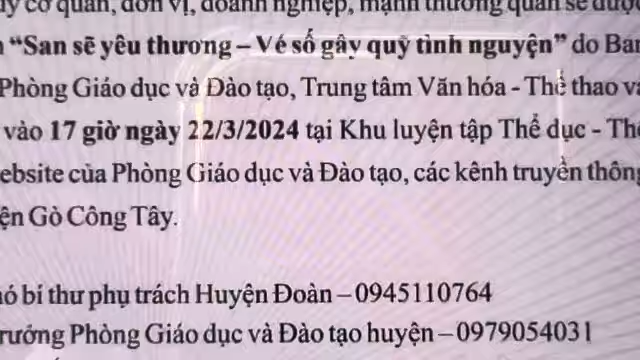 cơ quan, đơn vị, doanh nghiệp, mạnh thường quân sẽ được
“San sẽ yêu thương – Vé số gây quỹ tình nguyện” do Ban
Phòng Giáo dục và Đào tạo, Trung tâm Văn hóa - Thể thao và
vào 17 giờ ngày 22/3/2024 tại Khu luyện tập Thể dục - Thể
ebsite của Phòng Giáo dục và Đào tạo, các kênh truyền thông
ện Gò Công Tây.
ó bí thư phụ trách Huyện Đoàn – 0945110764
rưởng Phòng Giáo dục và Đào tạo huyện – 0979054031